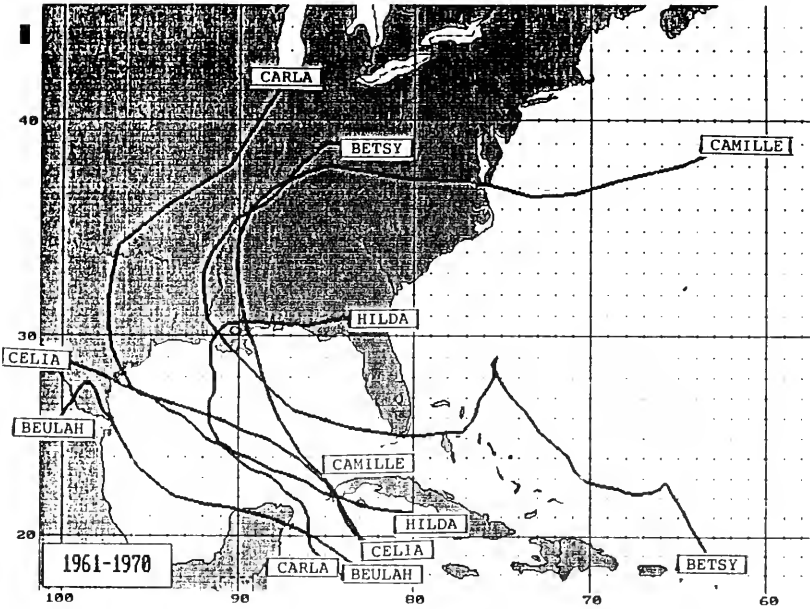 CARLA
40
BETSY
CAMILLE
HILDA
30
CELIA
BEULAH
CAMILLE
HILDA
20
CELIA
1961-1970
CARLA
BETSY
BEULAH
100
90
80
70
60